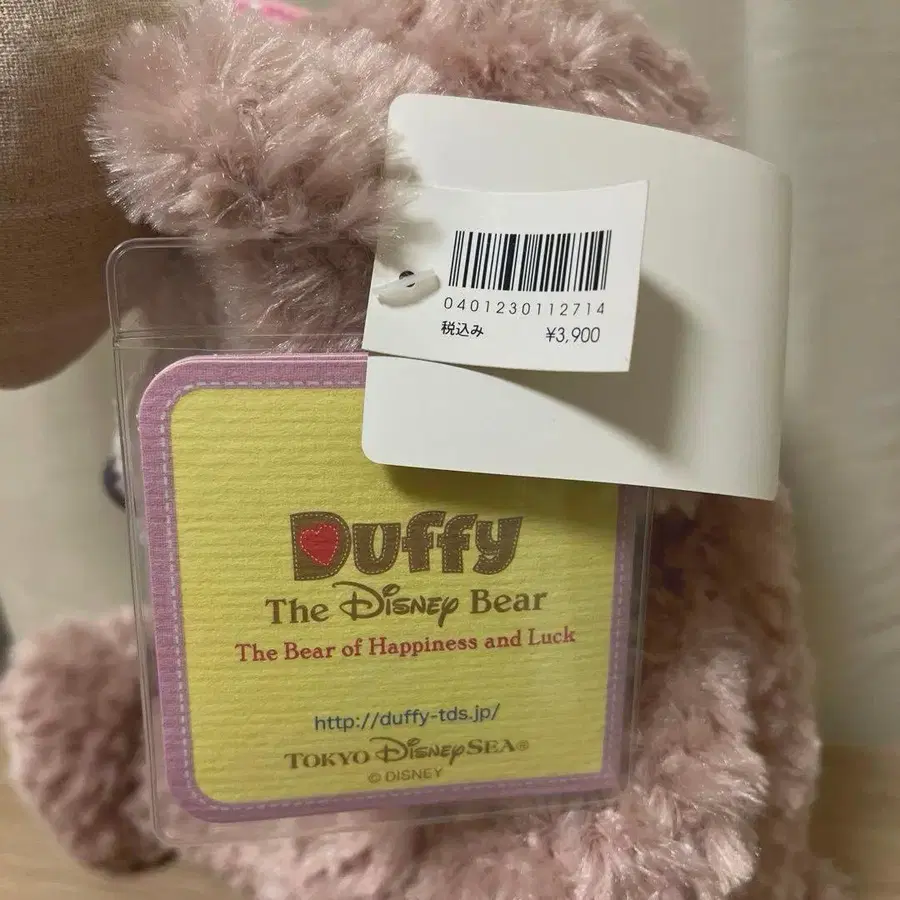 0401230112714
税込み ¥3,900
Duffy
The Disney Bear
The Bear of Happiness and Luck
http://duffy-tds.jp/
TOKYO DISNEYSEA®
© DISNEY